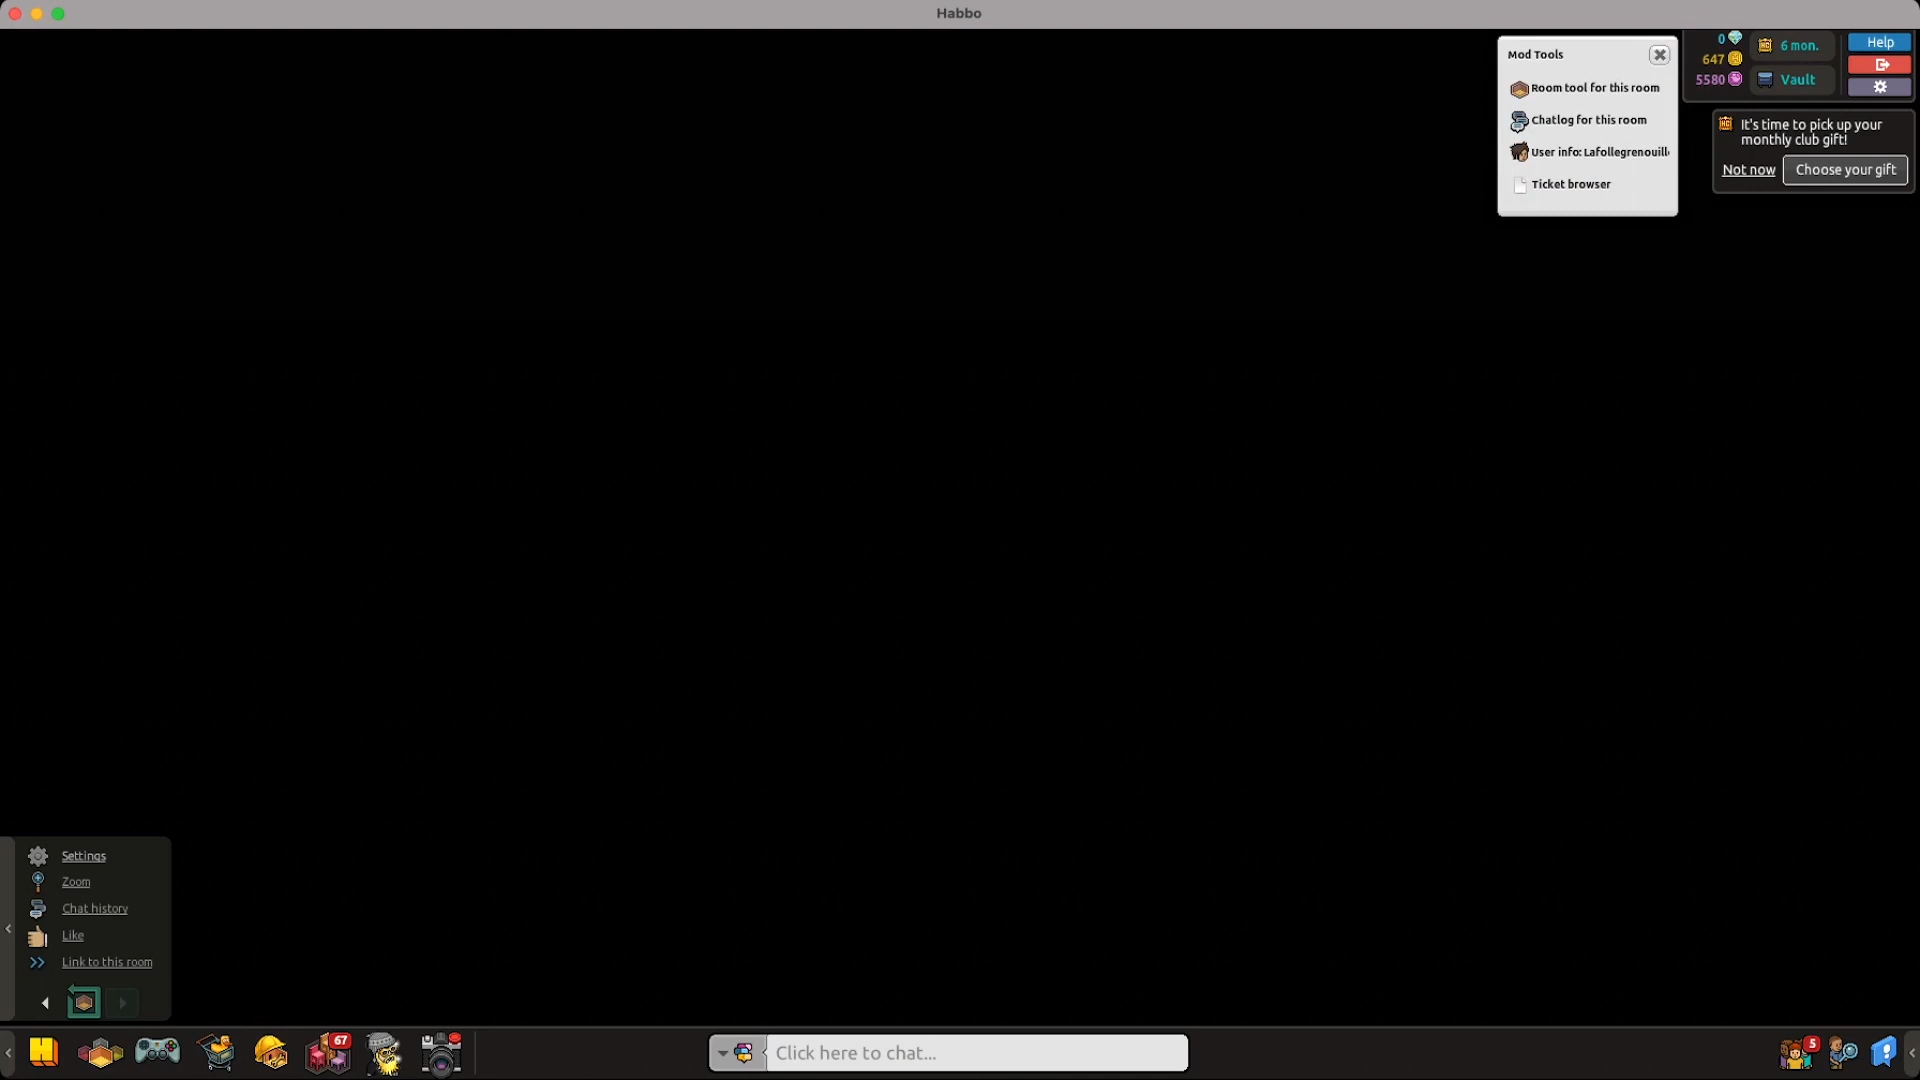 Habbo
Mod Tools
Room tool for this room
Chatlog for this room
User info: Lafollegrenouill
Ticket browser
0
647
5580
6 mon.
Vault
Help
It's time to pick up your
monthly club gift!
Not now
Choose your gift
Settings
Zoom
Chat history
Like
Link to this room
67
Click here to chat...
5